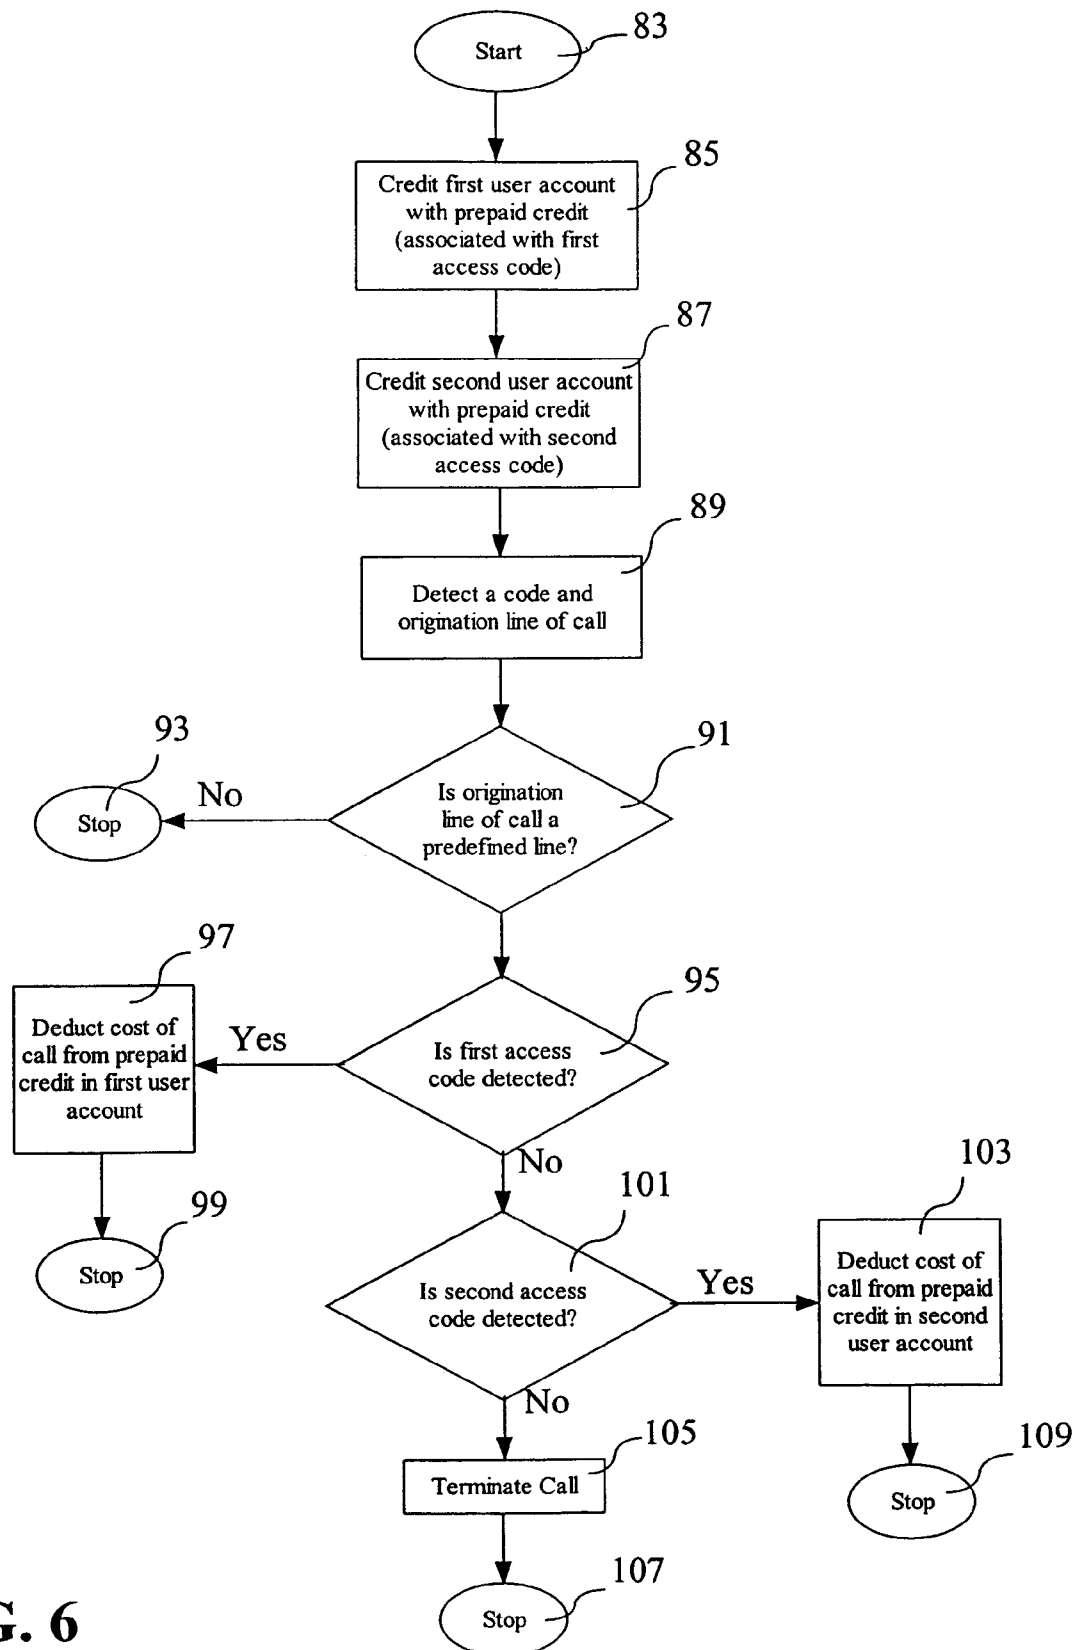 83
Start
85
Credit first user account
with prepaid credit
(associated with first
access code)
87
Credit second user account
with prepaid credit
(associated with second
access code)
89
Detect a code and
origination line of call
91
Is origination
line of call a
predefined line?
No
93
Stop
95
Is first access
code detected?
Yes
97
Deduct cost of
call from prepaid
credit in first user
account
99
Stop
No
101
Is second access
code detected?
Yes
103
Deduct cost of
call from prepaid
credit in second
user account
109
Stop
No
105
Terminate Call
107
Stop
G. 6